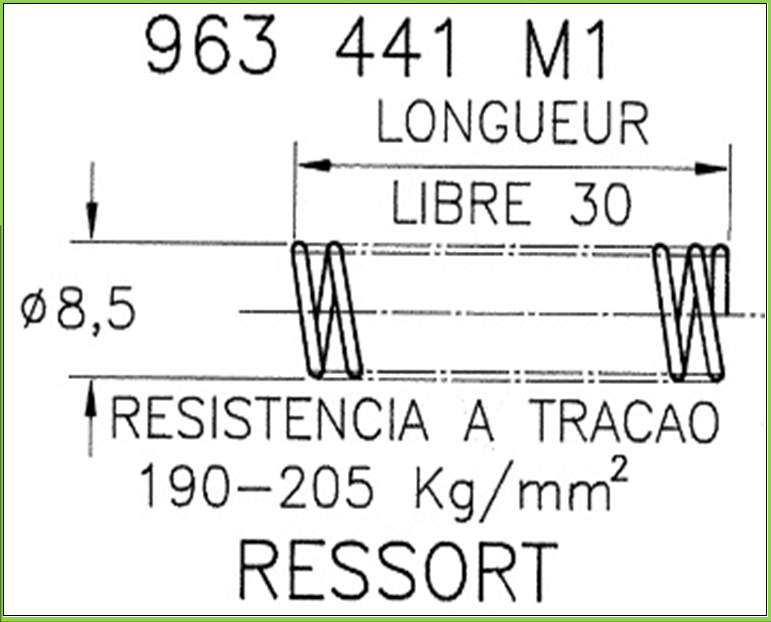 963 441 M1
LONGUEUR
LIBRE 30
ø8,5
RESISTENCIA A TRACAO
190-205 Kg/mm²
RESSORT